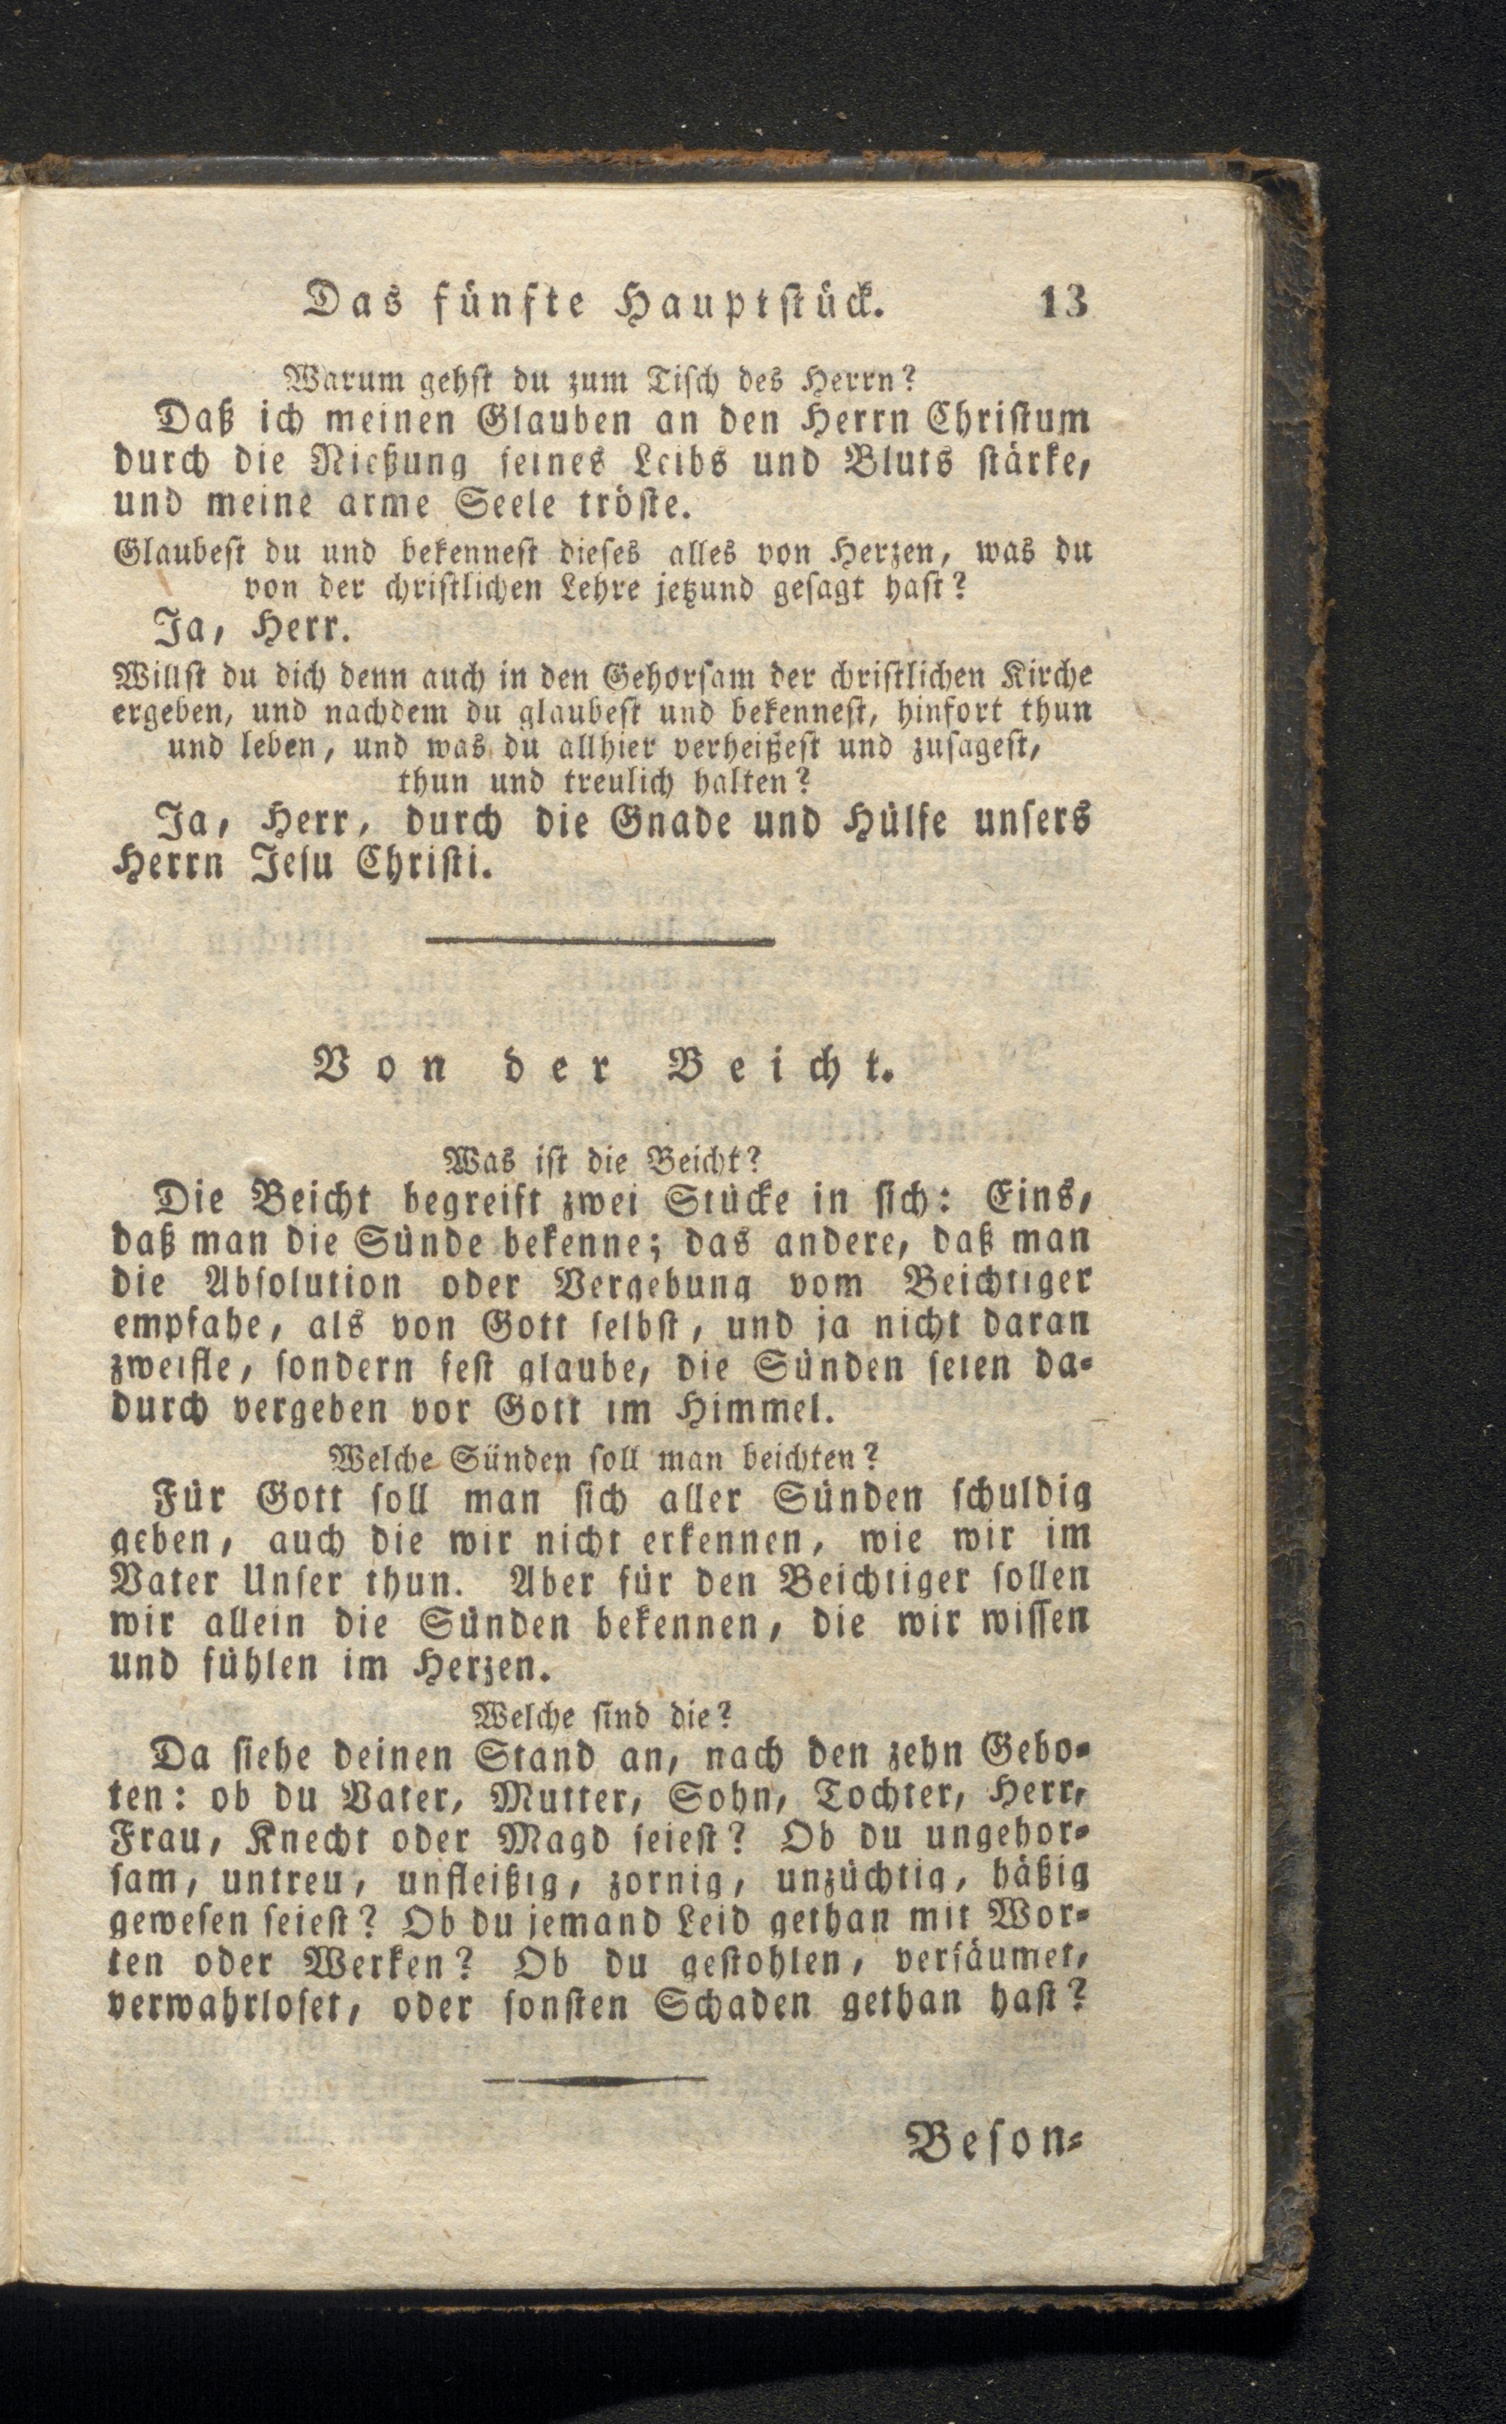 Das fünfte Hauptſtück. 13
Warum gehſt du zum Tiſch des Herrn?
Daß ich meinen Glauben an den Herrn Chriſtum
durch die Nießung ſeines Leibs und Bluts ſtärke,
und meine arme Seele tröſte.
Glaubeſt du und bekenneſt dieſes alles von Herzen, was du
von der chriſtlichen Lehre jetzund geſagt haſt?
Ja, Herr.
Willſt du dich denn auch in den Gehorſam der chriſtlichen Kirche
ergeben, und nachdem du glaubeſt und bekenneſt, hinfort thun
und leben, und was du allhier verheißeſt und zuſageſt,
thun und treulich halten?
Ja, Herr, durch die Gnade und Hülfe unſers
Herrn Jeſu Chriſti.
Von der Beicht.
Was iſt die Beicht?
Die Beicht begreift zwei Stücke in ſich: Eins,
daß man die Sünde bekenne; das andere, daß man
die Abſolution oder Vergebung vom Beichtiger
empfahe, als von Gott ſelbſt, und ja nicht daran
zweifle, ſondern feſt glaube, die Sünden ſeien da-
durch vergeben vor Gott im Himmel.
Welche Sünden ſoll man beichten?
Für Gott ſoll man ſich aller Sünden ſchuldig
geben, auch die wir nicht erkennen, wie wir im
Vater Unſer thun. Aber für den Beichtiger ſollen
wir allein die Sünden bekennen, die wir wiſſen
und fühlen im Herzen.
Welche ſind die?
Da ſiehe deinen Stand an, nach den zehn Gebo-
ten: ob du Vater, Mutter, Sohn, Tochter, Herr,
Frau, Knecht oder Magd ſeieſt? Ob du ungehor-
ſam, untreu, unfleißig, zornig, unzüchtig, häßig
geweſen ſeieſt? Ob du jemand Leid gethan mit Wor-
ten oder Werken? Ob du geſtohlen, verſäumet,
verwahrloſet, oder ſonſten Schaden gethan haſt?
Beſon-